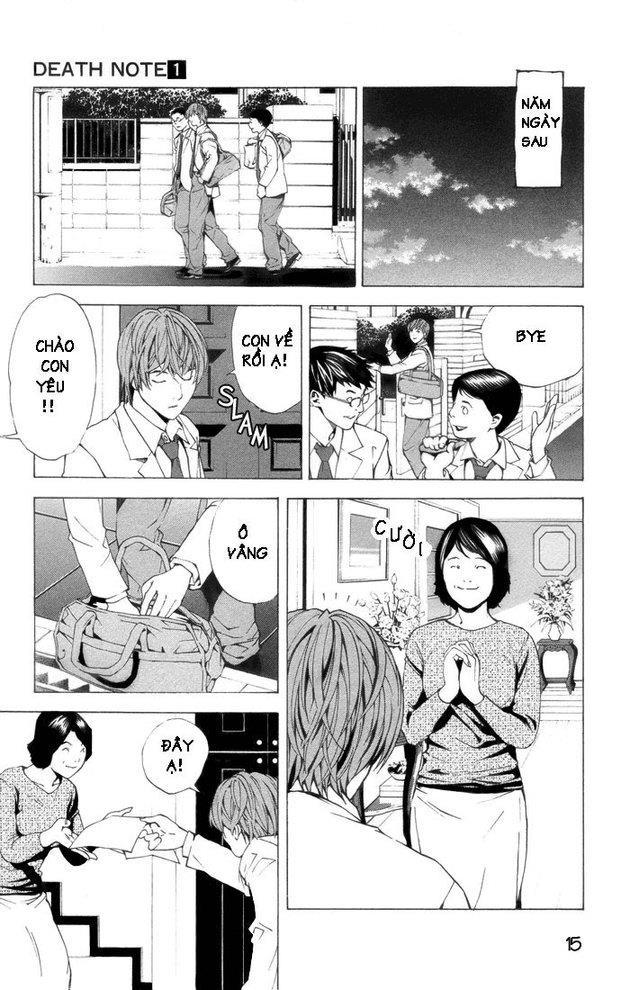 DEATH NOTE 1
NĂM
NGÀY
SAU
BYE
CON VỀ
RỒI Ạ!
SLAM
CHÀO
CON
YÊU
!!
CƯỜI
Ô
VÂNG
ĐÂY
Ạ!
15